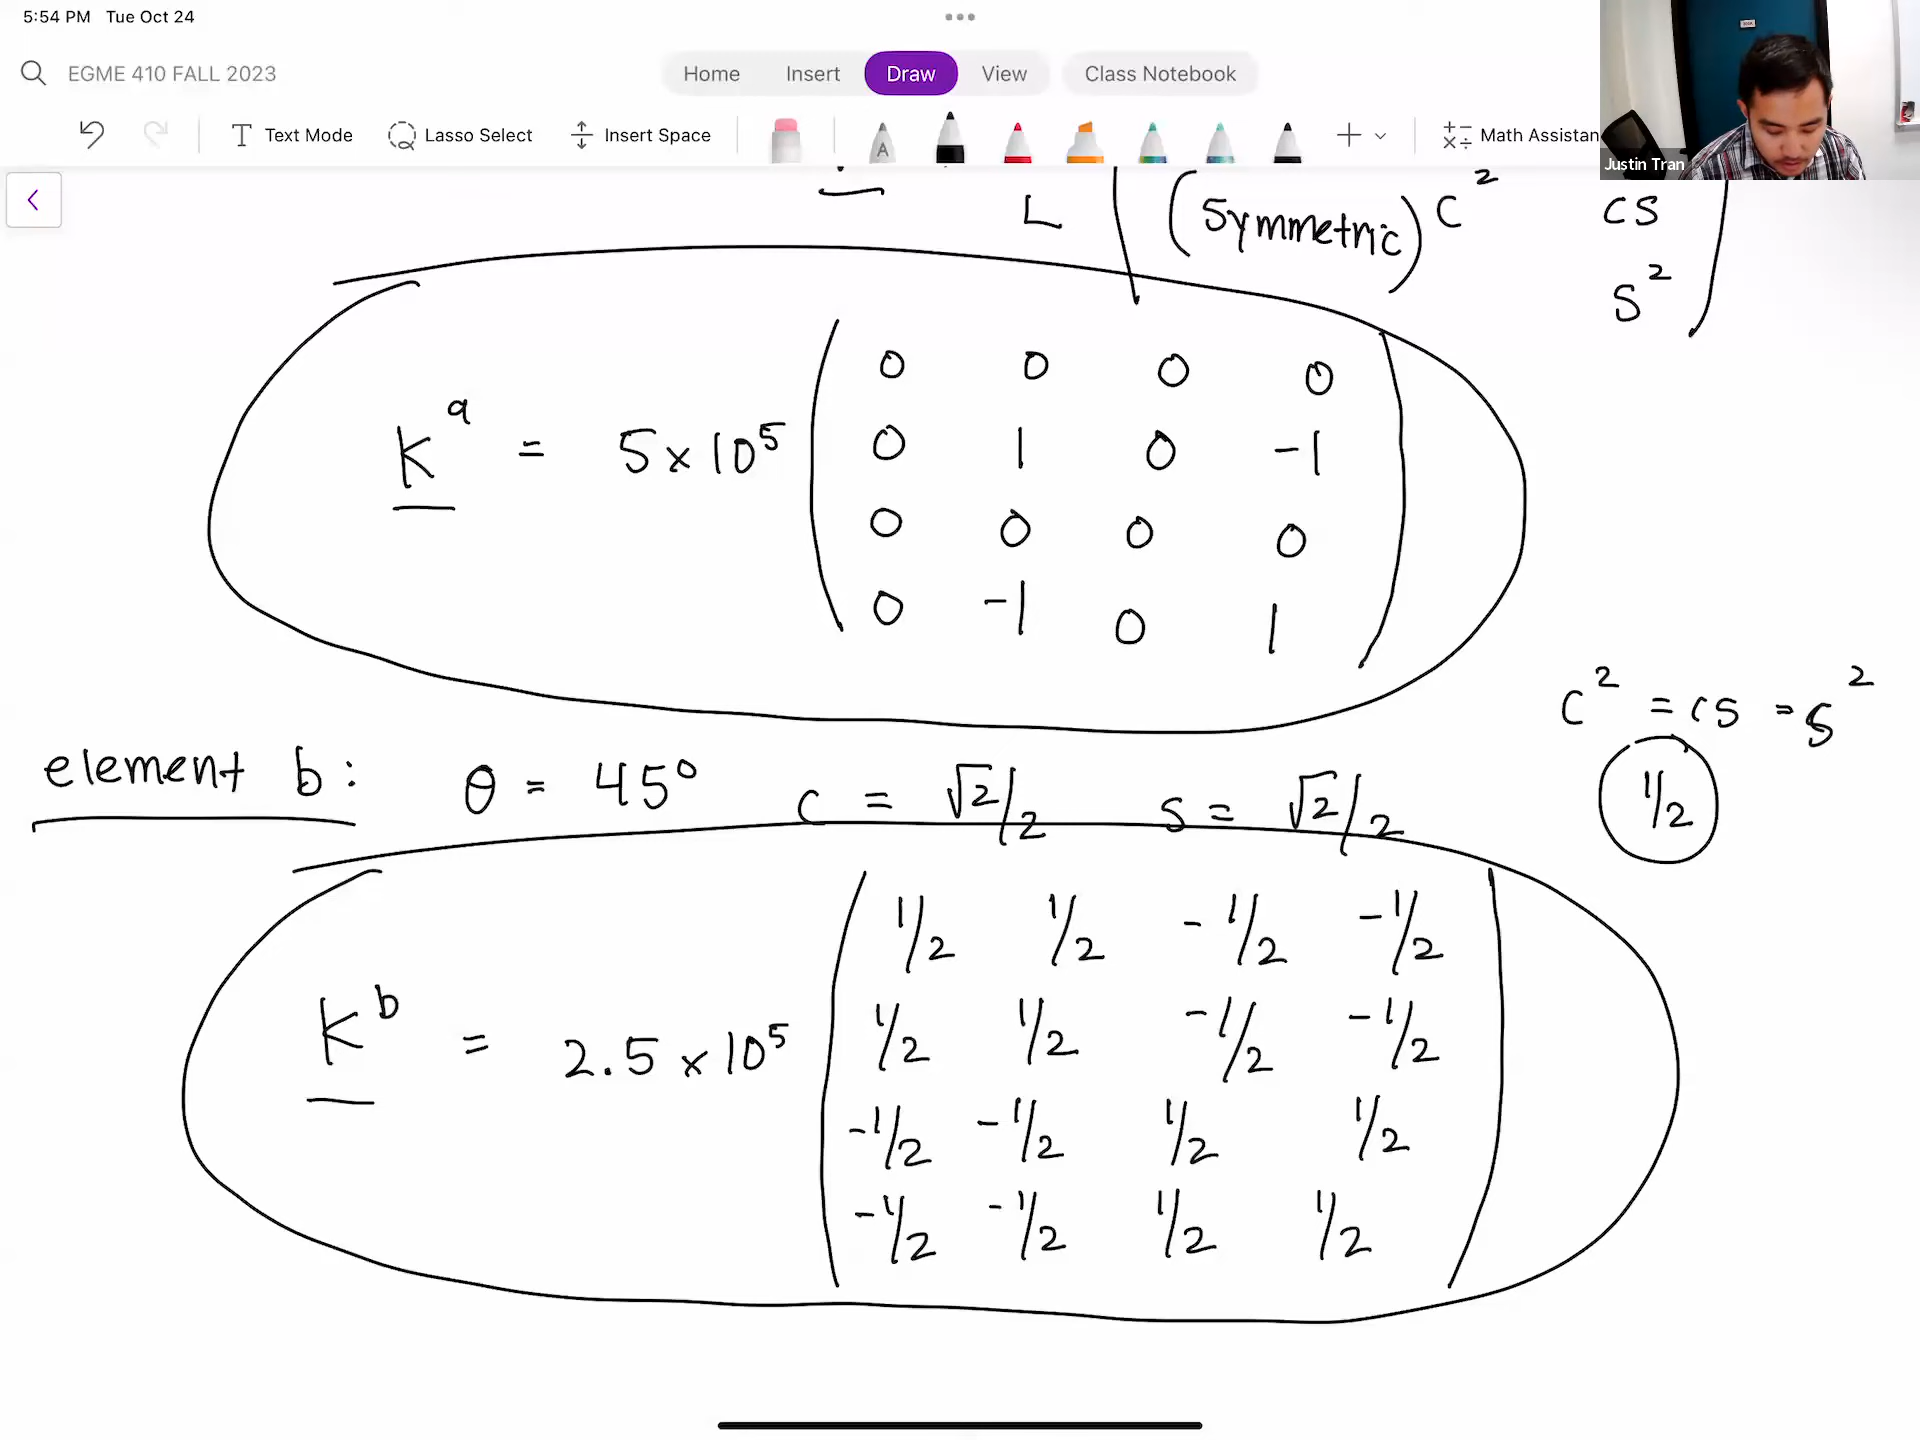 5:54 PM Tue Oct 24
EGME 410 FALL 2023
Home Insert Draw View Class Notebook
Text Mode Lasso Select Insert Space Math Assistan
Justin Tran
L (Symmetric) C² CS
S²
K^a = 5×10⁵
0 0 0 0
0 1 0 -1
0 0 0 0
0 -1 0 1
C² = CS = S²
1/2
element b: θ = 45° C = √2/2 S = √2/2
K^b = 2.5×10⁵
1/2 1/2 -1/2 -1/2
1/2 1/2 -1/2 -1/2
-1/2 -1/2 1/2 1/2
-1/2 -1/2 1/2 1/2